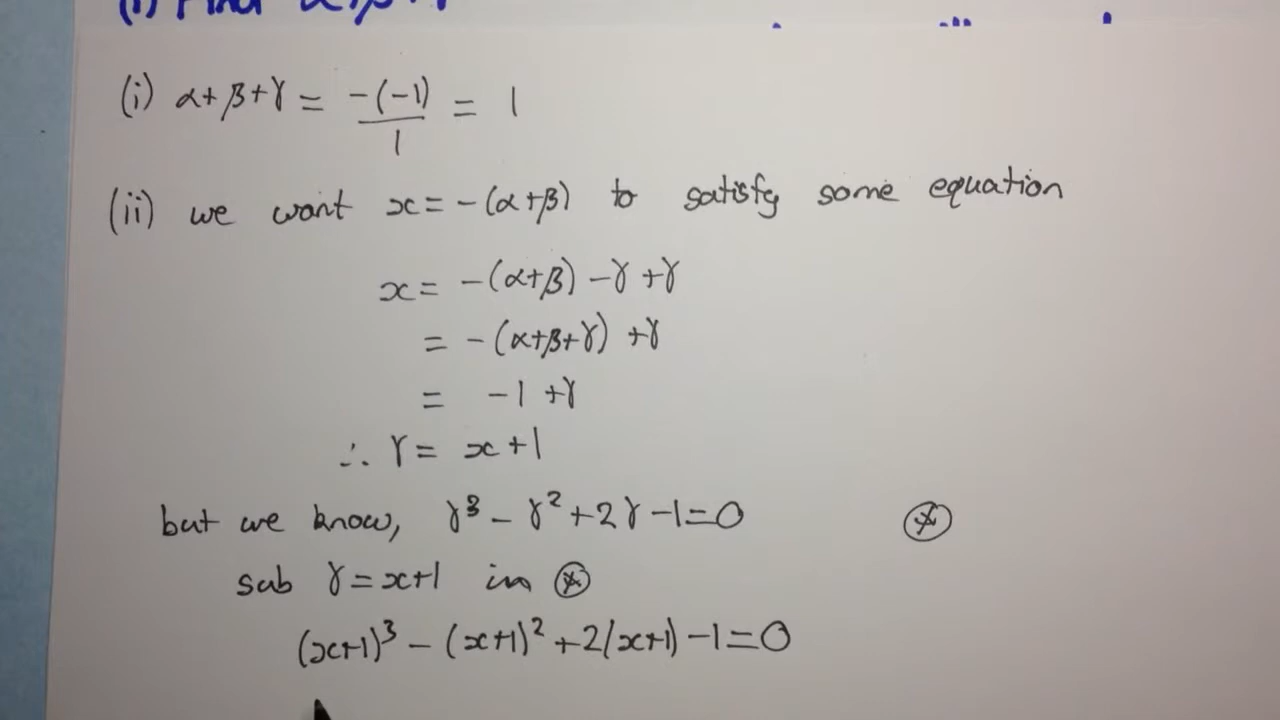 (i) α+β+γ = -(-1)/1 = 1
(ii) we want x = -(α+β) to satisfy some equation
x = -(α+β) -γ +γ
= -(α+β+γ) +γ
= -1 +γ
∴ γ = x+1
but we know, γ³ - γ² + 2γ - 1 = 0 ⊛
sub γ = x+1 in ⊛
(x+1)³ - (x+1)² + 2(x+1) - 1 = 0